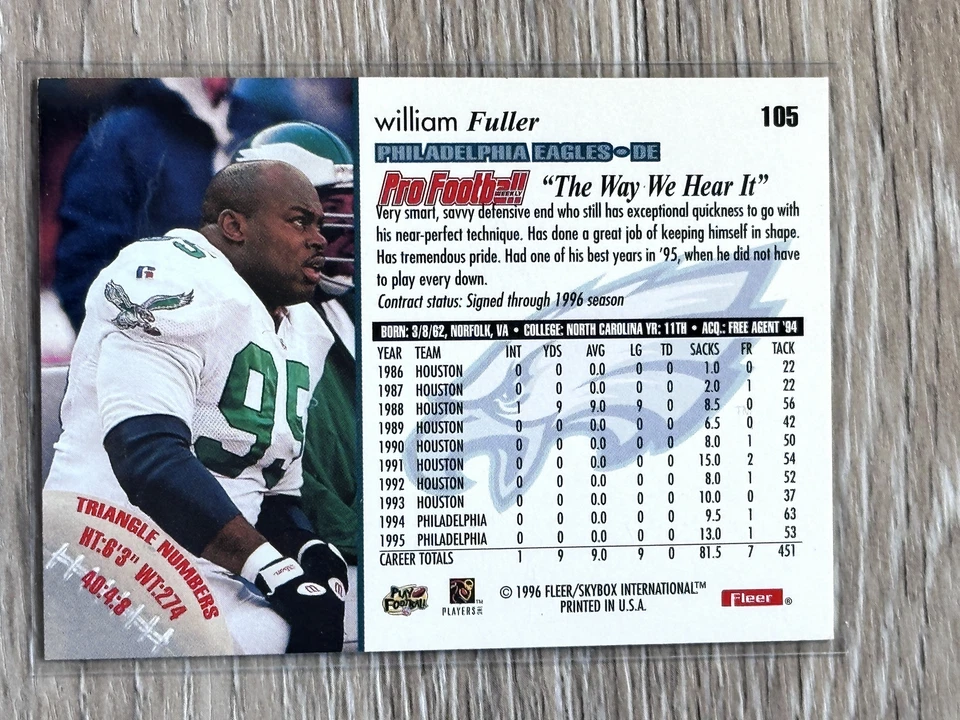 william Fuller 105
PHILADELPHIA EAGLES • DE
Pro Football WEEKLY "The Way We Hear It"
Very smart, savvy defensive end who still has exceptional quickness to go with
his near-perfect technique. Has done a great job of keeping himself in shape.
Has tremendous pride. Had one of his best years in '95, when he did not have
to play every down.
Contract status: Signed through 1996 season
BORN: 3/8/62, NORFOLK, VA • COLLEGE: NORTH CAROLINA YR: 11TH • ACQ.: FREE AGENT '94
YEAR TEAM INT YDS AVG LG TD SACKS FR TACK
1986 HOUSTON 0 0 0.0 0 0 1.0 0 22
1987 HOUSTON 0 0 0.0 0 0 2.0 1 22
1988 HOUSTON 1 9 9.0 9 0 8.5 0 56
1989 HOUSTON 0 0 0.0 0 0 6.5 0 42
1990 HOUSTON 0 0 0.0 0 0 8.0 1 50
1991 HOUSTON 0 0 0.0 0 0 15.0 2 54
1992 HOUSTON 0 0 0.0 0 0 8.0 1 52
1993 HOUSTON 0 0 0.0 0 0 10.0 0 37
1994 PHILADELPHIA 0 0 0.0 0 0 9.5 1 63
1995 PHILADELPHIA 0 0 0.0 0 0 13.0 1 53
CAREER TOTALS 1 9 9.0 9 0 81.5 7 451
PLAY FOOTBALL
PLAYERS INC ™
© 1996 FLEER/SKYBOX INTERNATIONAL™
PRINTED IN U.S.A.
Fleer ®
95
95
TRIANGLE NUMBERS
HT:6'3" WT:274
40:4.8